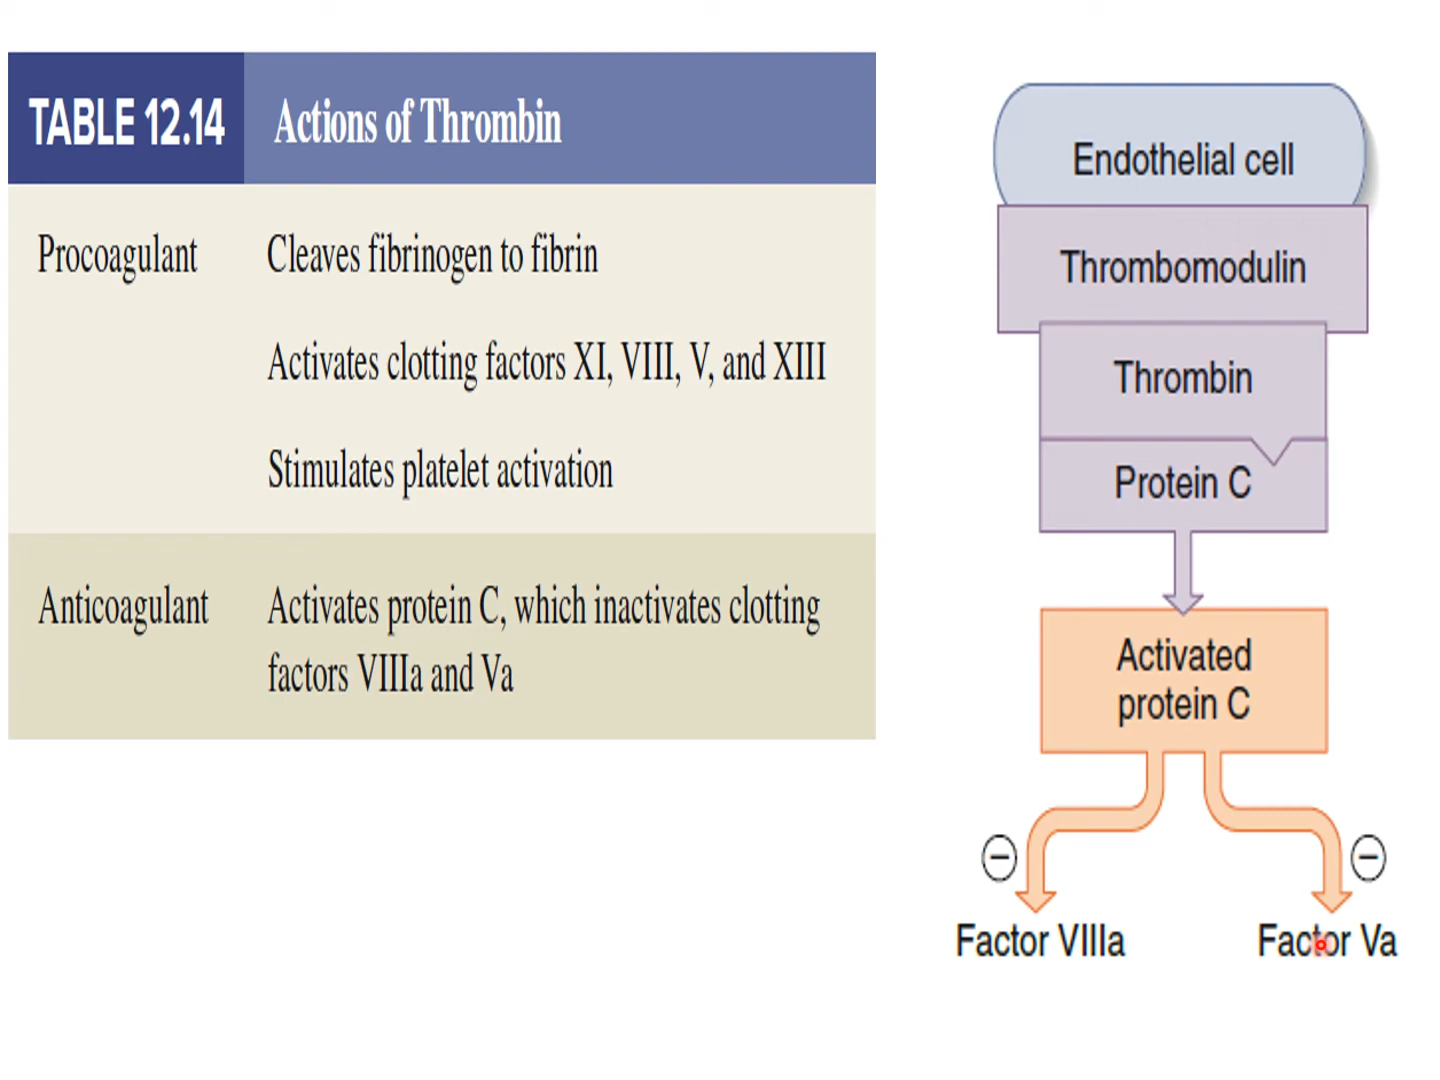 TABLE 12.14 Actions of Thrombin
Procoagulant Cleaves fibrinogen to fibrin
Activates clotting factors XI, VIII, V, and XIII
Stimulates platelet activation
Anticoagulant Activates protein C, which inactivates clotting
factors VIIIa and Va
Endothelial cell
Thrombomodulin
Thrombin
Protein C
Activated
protein C
− −
Factor VIIIa Factor Va